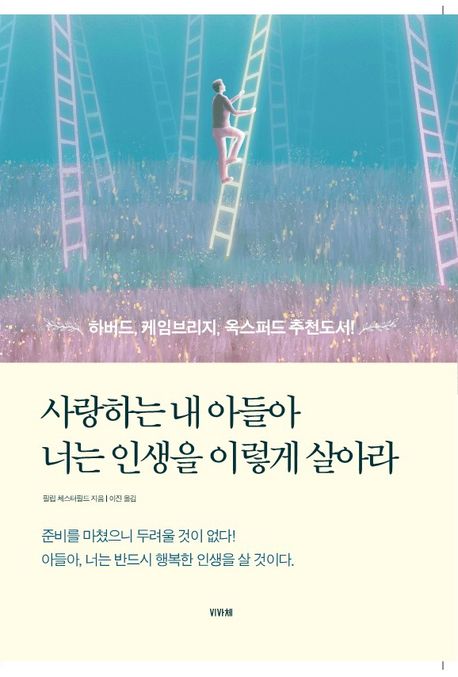 하버드, 케임브리지, 옥스퍼드 추천도서!
사랑하는 내 아들아
너는 인생을 이렇게 살아라
필립 체스터필드 지음 | 이진 옮김
준비를 마쳤으니 두려울 것이 없다!
아들아, 너는 반드시 행복한 인생을 살 것이다.
비바체